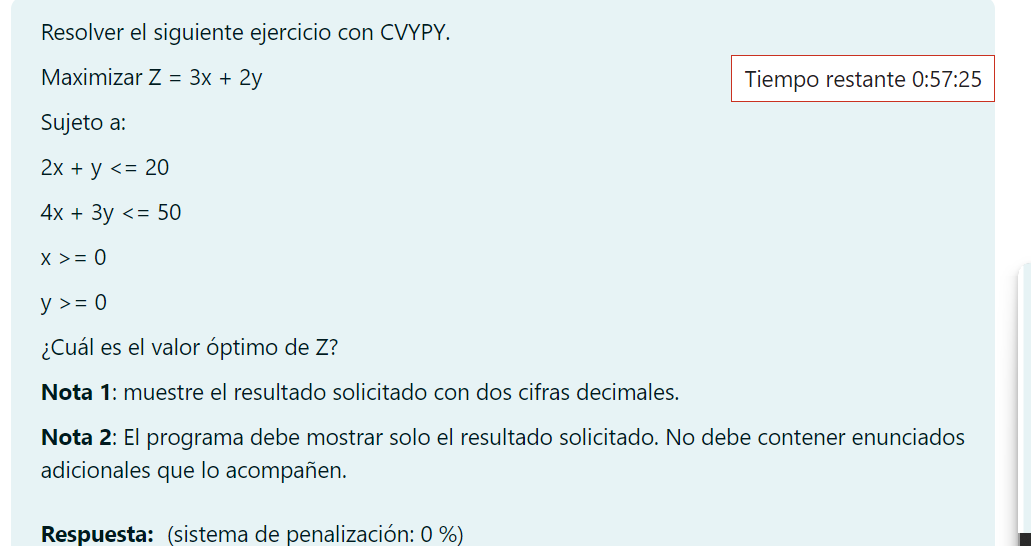 Resolver el siguiente ejercicio con CVYPY.
Maximizar Z = 3x + 2y
Tiempo restante 0:57:25
Sujeto a:
2x + y <= 20
4x + 3y <= 50
x >= 0
y >= 0
¿Cuál es el valor óptimo de Z?
Nota 1: muestre el resultado solicitado con dos cifras decimales.
Nota 2: El programa debe mostrar solo el resultado solicitado. No debe contener enunciados
adicionales que lo acompañen.
Respuesta: (sistema de penalización: 0 %)